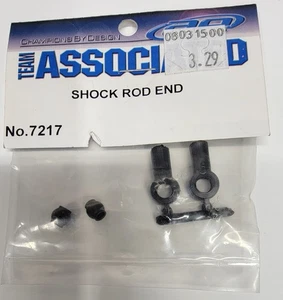 CHAMPIONS BY DESIGN
TEAM
ASSOCI
D
08031500
3.29
SHOCK ROD END
No.7217